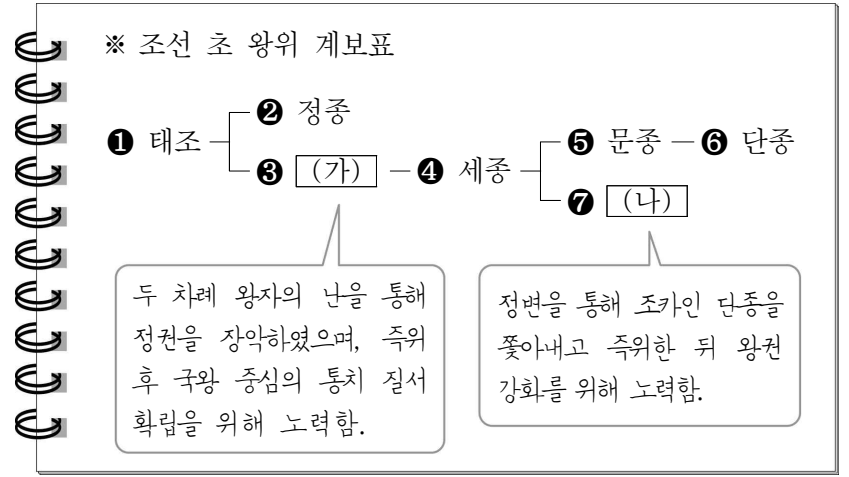 ※ 조선 초 왕위 계보표
❷ 정종
❶ 태조
❸ (가)
❹ 세종
❺ 문종
❻ 단종
❼ (나)
두 차례 왕자의 난을 통해
정권을 장악하였으며, 즉위
후 국왕 중심의 통치 질서
확립을 위해 노력함.
정변을 통해 조카인 단종을
쫓아내고 즉위한 뒤 왕권
강화를 위해 노력함.